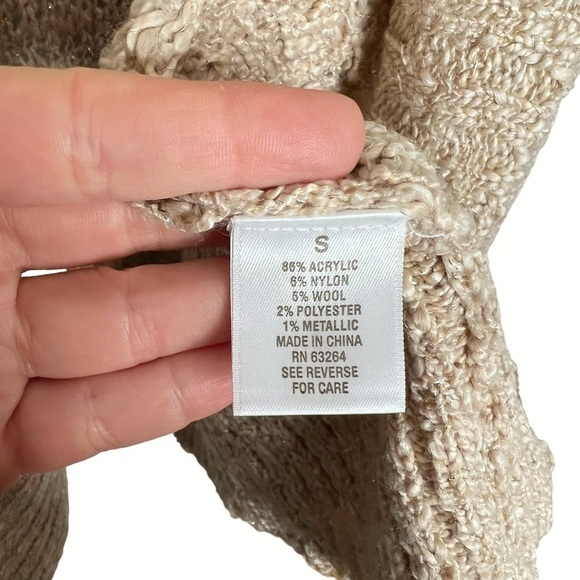 S
86% ACRYLIC
6% NYLON
5% WOOL
2% POLYESTER
1% METALLIC
MADE IN CHINA
RN 63264
SEE REVERSE
FOR CARE